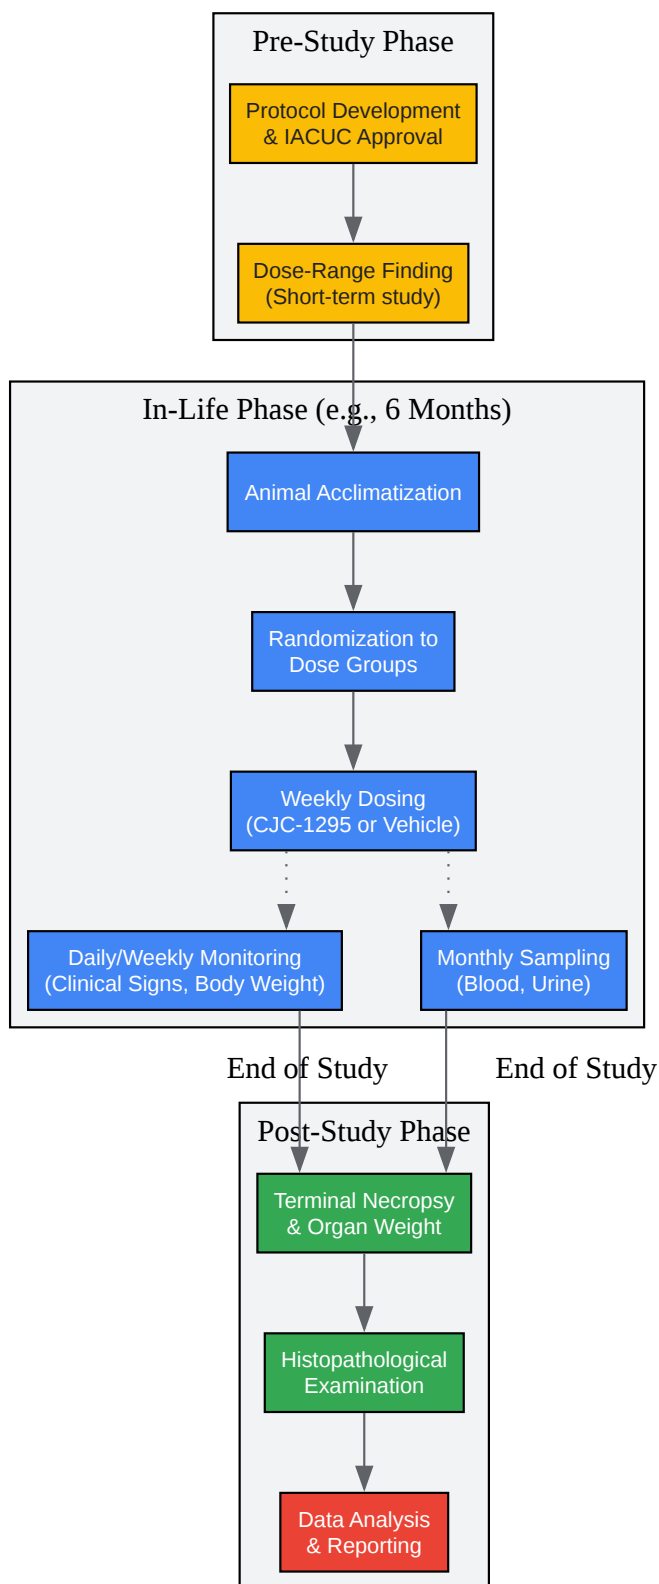 Pre-Study Phase
Protocol Development
& IACUC Approval
Dose-Range Finding
(Short-term study)
In-Life Phase (e.g., 6 Months)
Animal Acclimatization
Randomization to
Dose Groups
Weekly Dosing
(CJC-1295 or Vehicle)
Daily/Weekly Monitoring
(Clinical Signs, Body Weight)
Monthly Sampling
(Blood, Urine)
End of Study
End of Study
Post-Study Phase
Terminal Necropsy
& Organ Weight
Histopathological
Examination
Data Analysis
& Reporting